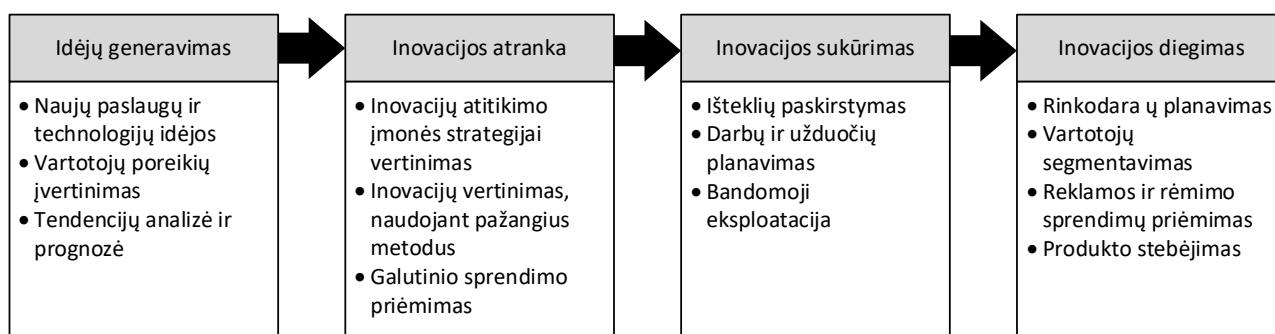 Idėjų generavimas
• Naujų paslaugų ir
technologijų idėjos
• Vartotojų poreikių
įvertinimas
• Tendencijų analizė ir
prognozė
Inovacijos atranka
• Inovacijų atitikimo
įmonės strategijai
vertinimas
• Inovacijų vertinimas,
naudojant pažangius
metodus
• Galutinio sprendimo
priėmimas
Inovacijos sukūrimas
• Išteklių paskirstymas
• Darbų ir užduočių
planavimas
• Bandomoji
eksploatacija
Inovacijos diegimas
• Rinkodara ų planavimas
• Vartotojų
segmentavimas
• Reklamos ir rėmimo
sprendimų priėmimas
• Produkto stebėjimas